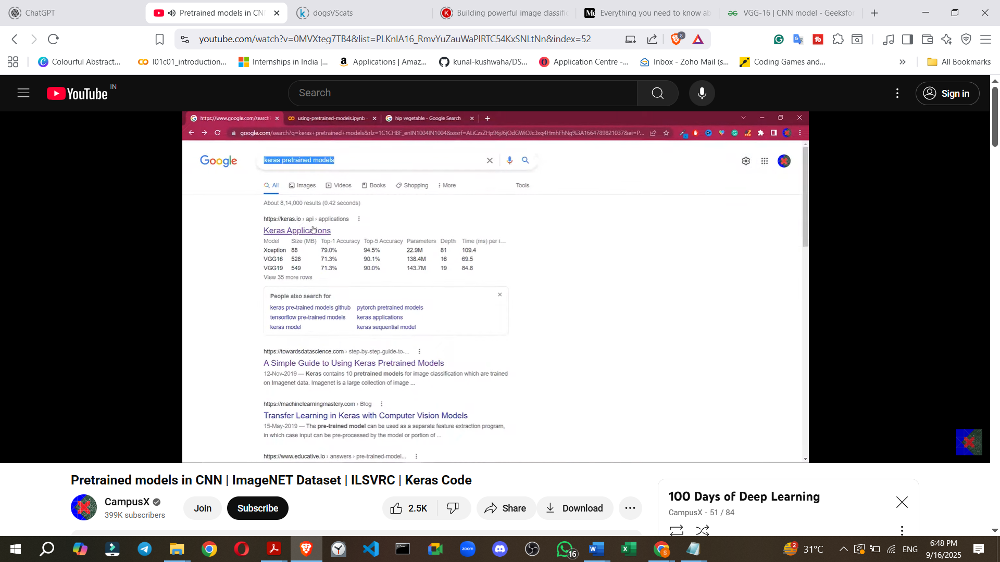 ChatGPT
Pretrained models in CNN
dogsVScats
Building powerful image classific
Everything you need to know ab
VGG-16 | CNN model - Geeksfor
youtube.com/watch?v=0MVXteg7TB4&list=PLKnIA16_RmvYuZauWaPlRTC54KxSNLtNn&index=52
8
Colourful Abstract...
l01c01_introduction...
Internships in India |...
Applications | Amaz...
kunal-kushwaha/DS...
Application Centre -...
Inbox - Zoho Mail (s...
Coding Games and...
All Bookmarks
YouTube IN
Search
Sign in
https://www.google.com/search?
using-pretrained-models.ipynb
hip vegetable - Google Search
google.com/search?q=keras+pretrained+models&rlz=1C1CHBF_enIN1004IN1004&sxsrf=ALiCzsZHp96jJ6jOdGWiOJc3xq4HmhFhNg%3A1664789821037&ei=P...
Google
keras pretrained models
All
Images
Videos
Books
Shopping
More
Tools
About 8,14,000 results (0.42 seconds)
https://keras.io › api › applications
Keras Applications
Model Size (MB) Top-1 Accuracy Top-5 Accuracy Parameters Depth Time (ms) per i...
Xception 88 79.0% 94.5% 22.9M 81 109.4
VGG16 528 71.3% 90.1% 138.4M 16 69.5
VGG19 549 71.3% 90.0% 143.7M 19 84.8
View 35 more rows
People also search for
keras pre-trained models github pytorch pretrained models
tensorflow pre-trained models keras applications
keras model keras sequential model
https://towardsdatascience.com › step-by-step-guide-to-...
A Simple Guide to Using Keras Pretrained Models
12-Nov-2019 — Keras contains 10 pretrained models for image classification which are trained
on Imagenet data. Imagenet is a large collection of image ...
https://machinelearningmastery.com › Blog
Transfer Learning in Keras with Computer Vision Models
15-May-2019 — The pre-trained model can be used as a separate feature extraction program,
in which case input can be pre-processed by the model or portion of ...
https://www.educative.io › answers › pre-trained-model...
Pretrained models in CNN | ImageNET Dataset | ILSVRC | Keras Code
CampusX
399K subscribers
Join
Subscribe
2.5K
Share
Download
100 Days of Deep Learning
CampusX - 51 / 84
zoom
16
2
31°C
ENG
6:48 PM
9/16/2025